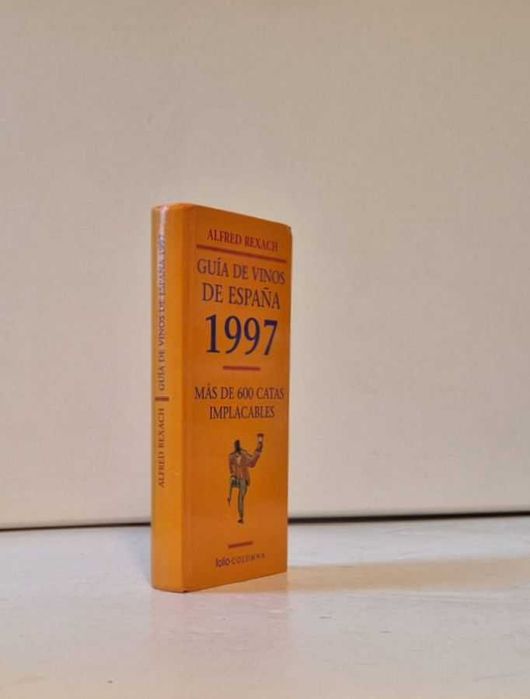 ALFRED REXACH
GUÍA DE VINOS
DE ESPAÑA
1997
MÁS DE 600 CATAS
IMPLACABLES
folio·COLUMNA
ALFRED REXACH GUÍA DE VINOS DE ESPAÑA 1997